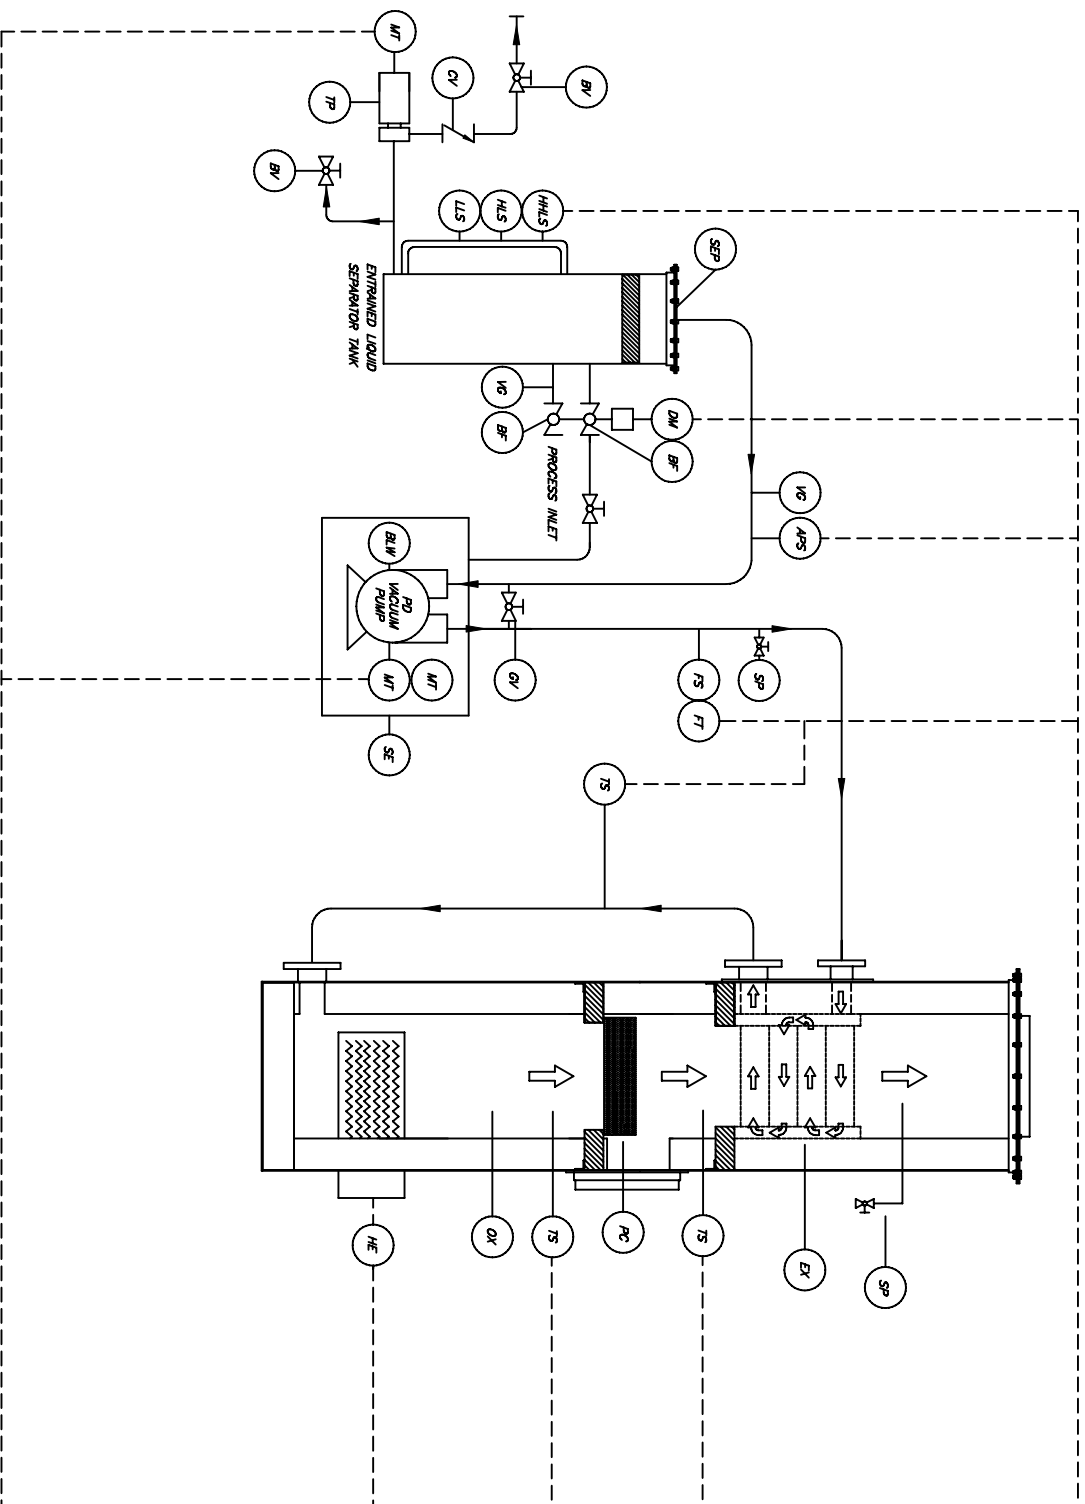 SP
EX
VG
APS
SP
SEP
TS
FS
FT
DM
BF
PC
TS
BV
PROCESS INLET
TS
HHLS
GV
HLS
VG
BF
OX
LLS
CV
MT
MT
BLW
PD
VACUUM
PUMP
MT
SE
HE
ENTRAINED LIQUID
SEPARATOR TANK
TP
BV